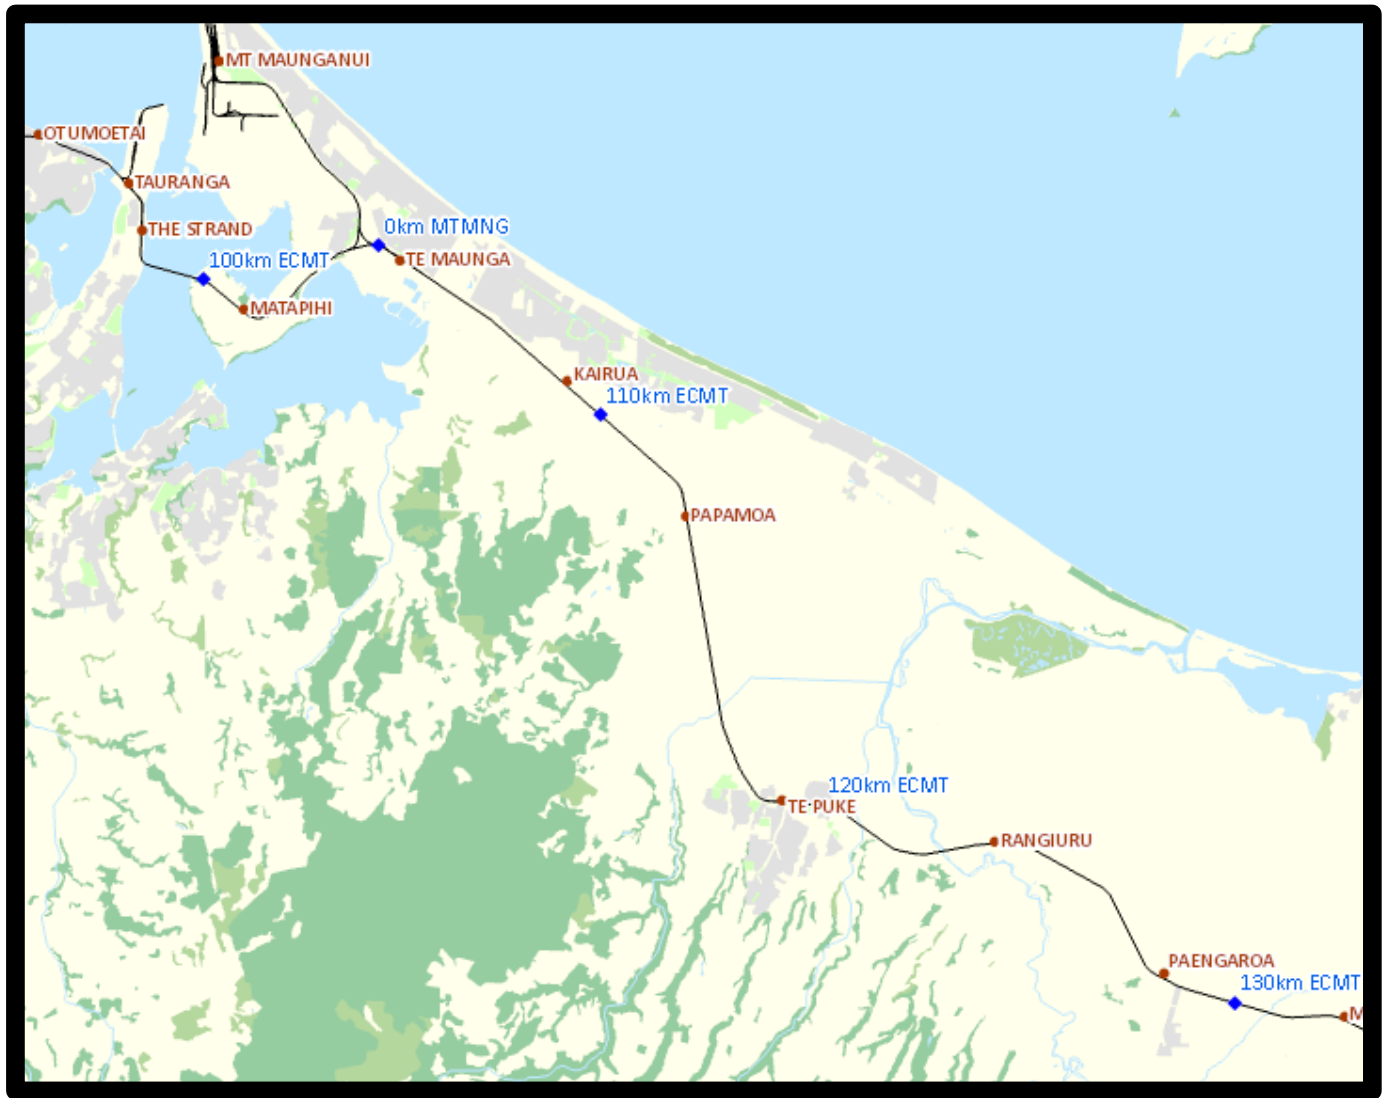 MT MAUNGANUI
OTUMOETAI
TAURANGA
THE STRAND
0km MTMNG
100km ECMT
TE MAUNGA
MATAPIHI
KAIRUA
110km ECMT
PAPAMOA
120km ECMT
TE PUKE
RANGIURU
PAENGAROA
130km ECMT
M